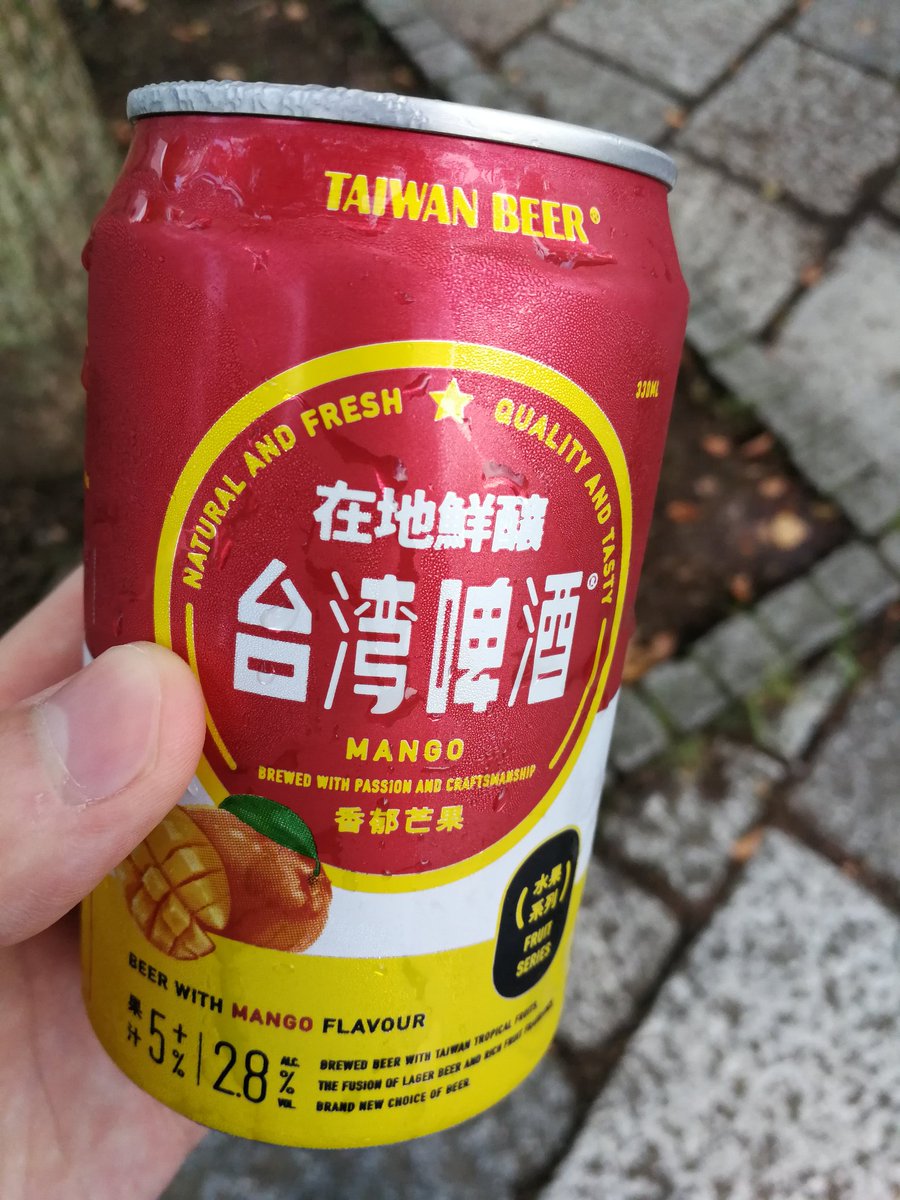 TAIWAN BEER®
330ML
NATURAL AND FRESH ★ QUALITY AND TASTY
在地鮮釀
台湾啤酒®
MANGO
BREWED WITH PASSION AND CRAFTSMANSHIP
香郁芒果
(水果
系列)
FRUIT
SERIES
BEER WITH MANGO FLAVOUR
果汁 5+% | 2.8 ALC. % VOL.
BREWED BEER WITH TAIWAN TROPICAL FRUITS.
THE FUSION OF LAGER BEER AND RICH FRUIT
BRAND NEW CHOICE OF BEER.